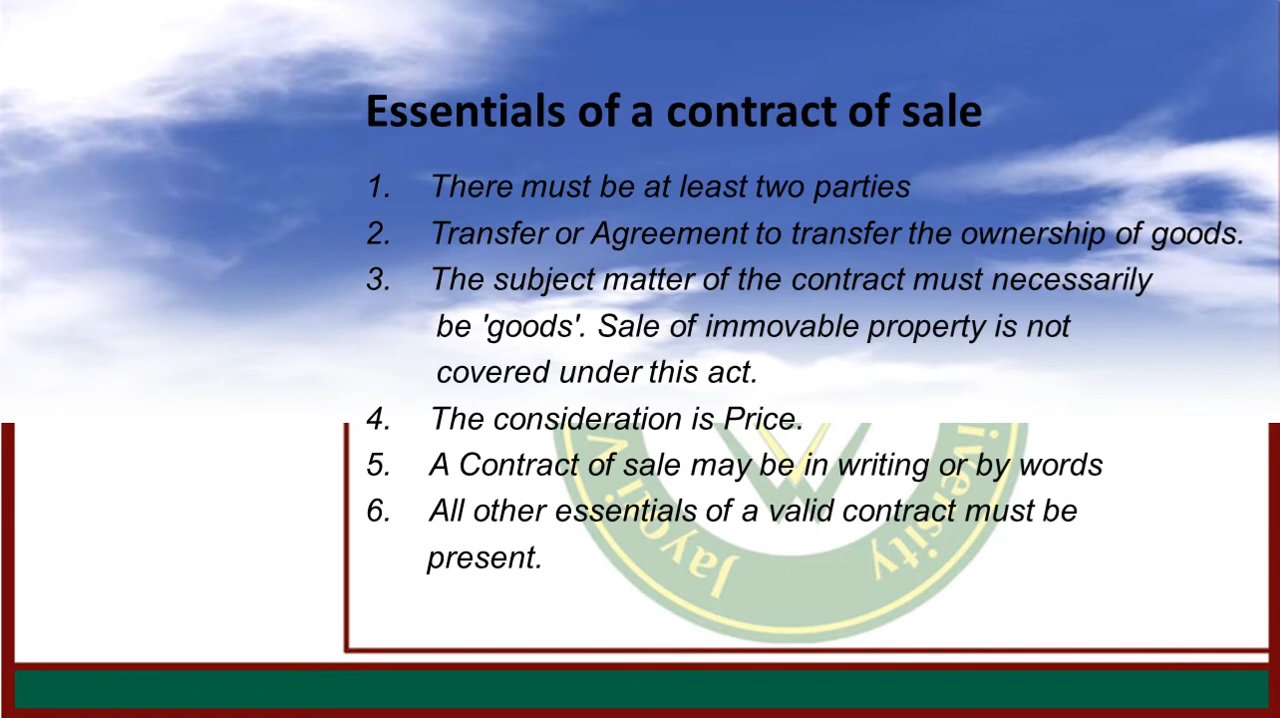 Essentials of a contract of sale
1. There must be at least two parties
2. Transfer or Agreement to transfer the ownership of goods.
3. The subject matter of the contract must necessarily
be 'goods'. Sale of immovable property is not
covered under this act.
4. The consideration is Price.
5. A Contract of sale may be in writing or by words
6. All other essentials of a valid contract must be
present.